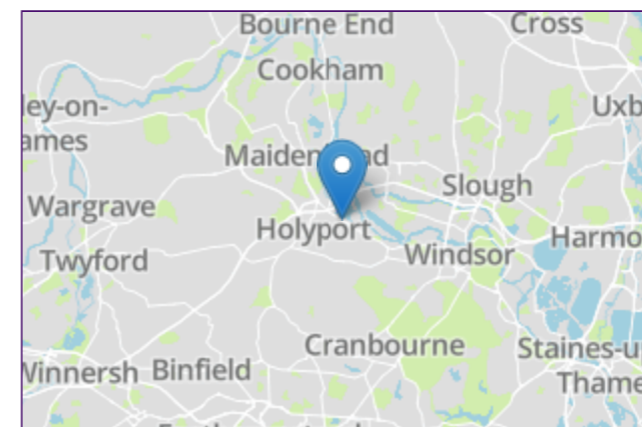 Bourne End
Cross
Cookham
ley-on-
ames
Uxb
Maiden ad
Slough
Wargrave
Holyport
Harmo
Twyford
Windsor
Cranbourne
Staines-u
Thame
Winnersh
Binfield